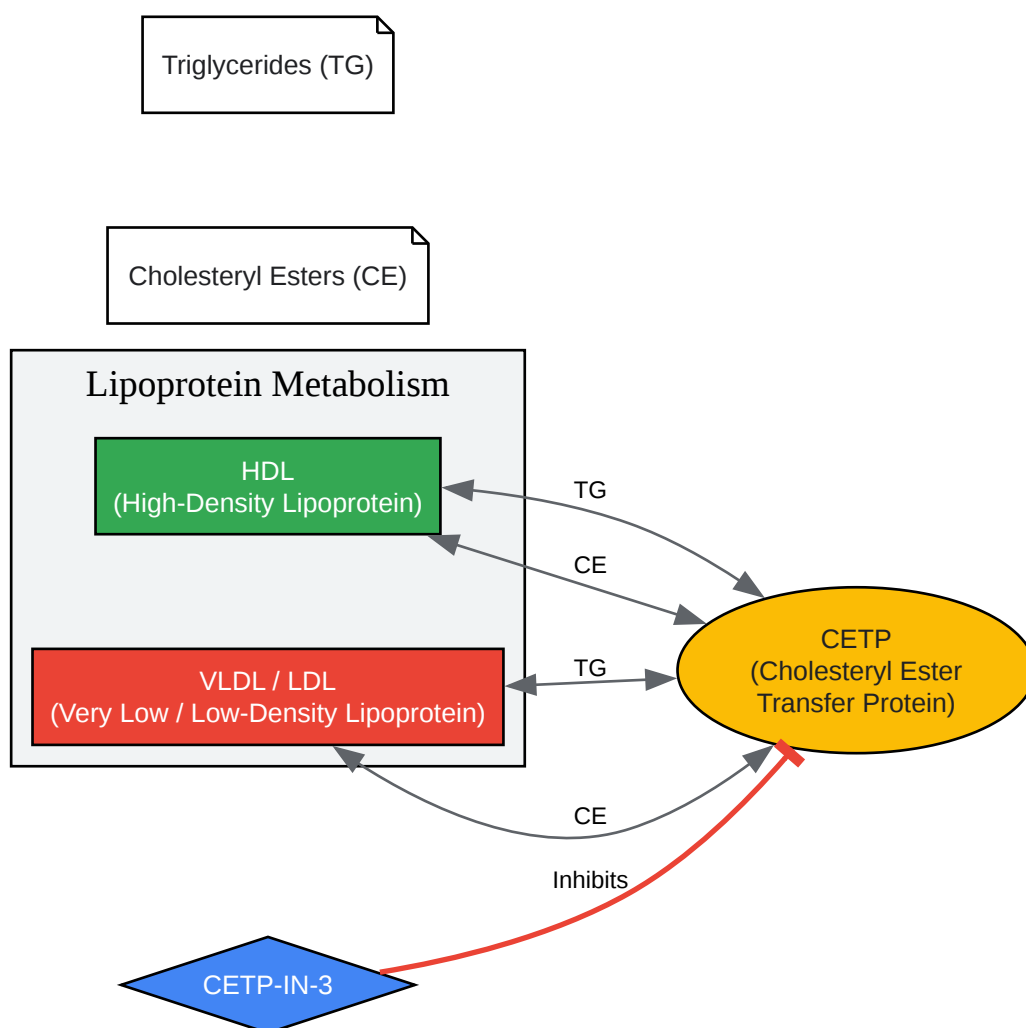 Triglycerides (TG)
Cholesteryl Esters (CE)
Lipoprotein Metabolism
HDL
(High-Density Lipoprotein)
TG
CE
VLDL / LDL
(Very Low / Low-Density Lipoprotein)
TG
CETP
(Cholesteryl Ester
Transfer Protein)
CE
Inhibits
CETP-IN-3